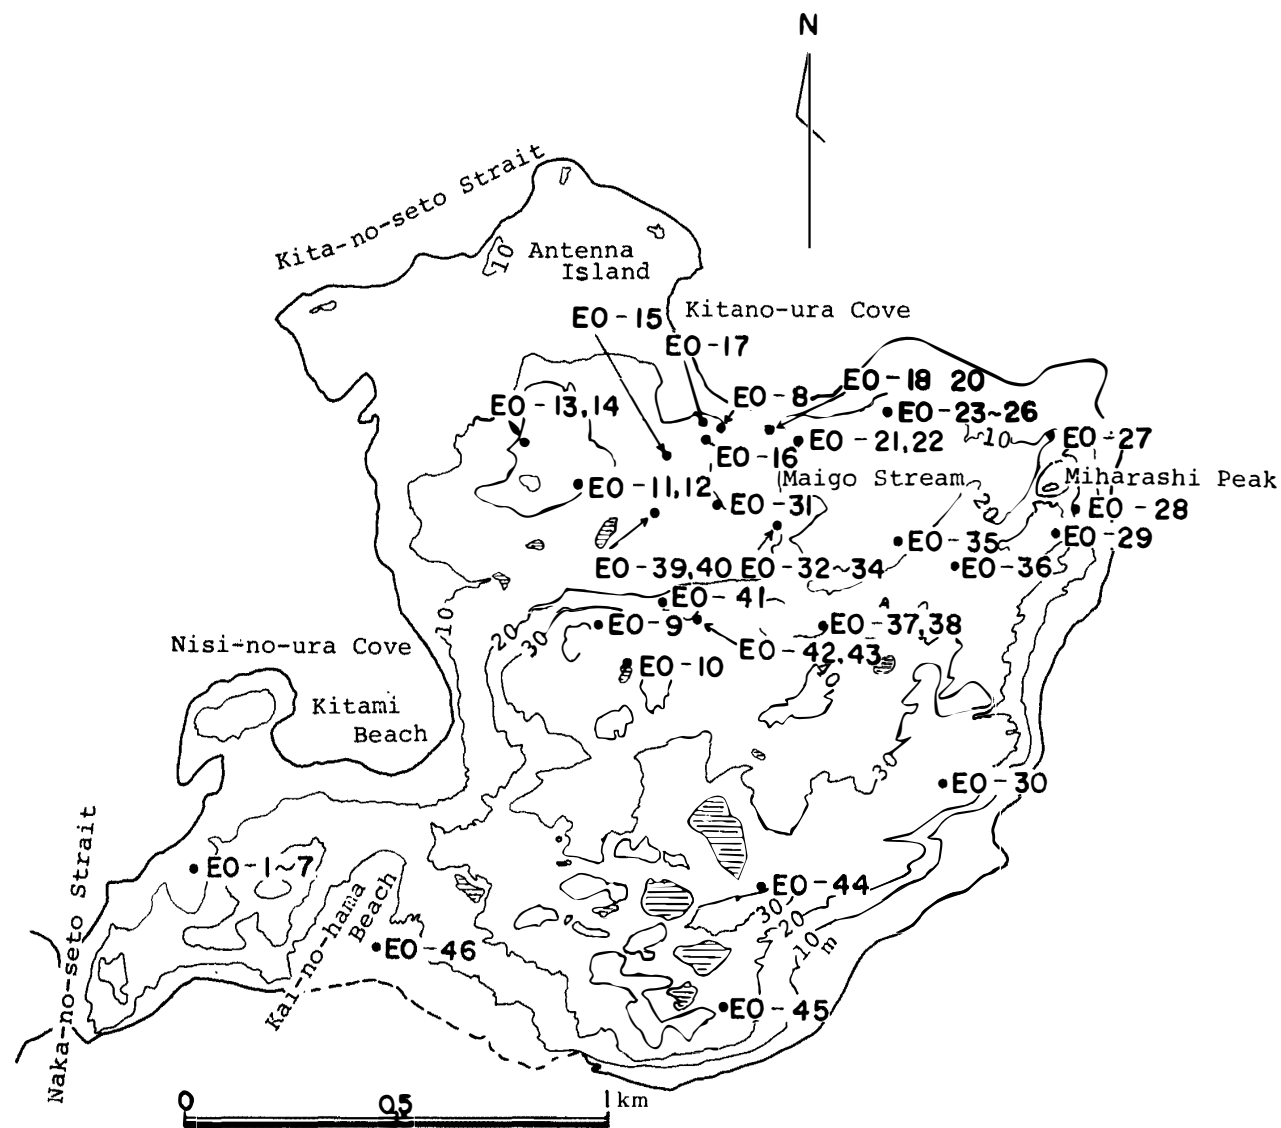 N
Kita-no-seto Strait
10
Antenna
Island
EO-15
Kitano-ura Cove
EO-17
EO-18 20
EO-8
EO-13,14
EO-23~26
10
EO-27
EO-21,22
EO-16
Maigo Stream
Miharashi Peak
EO-11,12
20
EO-31
EO-28
EO-29
EO-35
EO-39,40
EO-32~34
EO-36
EO-41
10
20
30
EO-9
EO-37,38
Nisi-no-ura Cove
EO-42,43
EO-10
40
Kitami
Beach
30
EO-30
Naka-no-seto Strait
EO-1~7
EO-44
Kai-no-hama
Beach
30
20
10
m
EO-46
EO-45
0
0.5
1 km